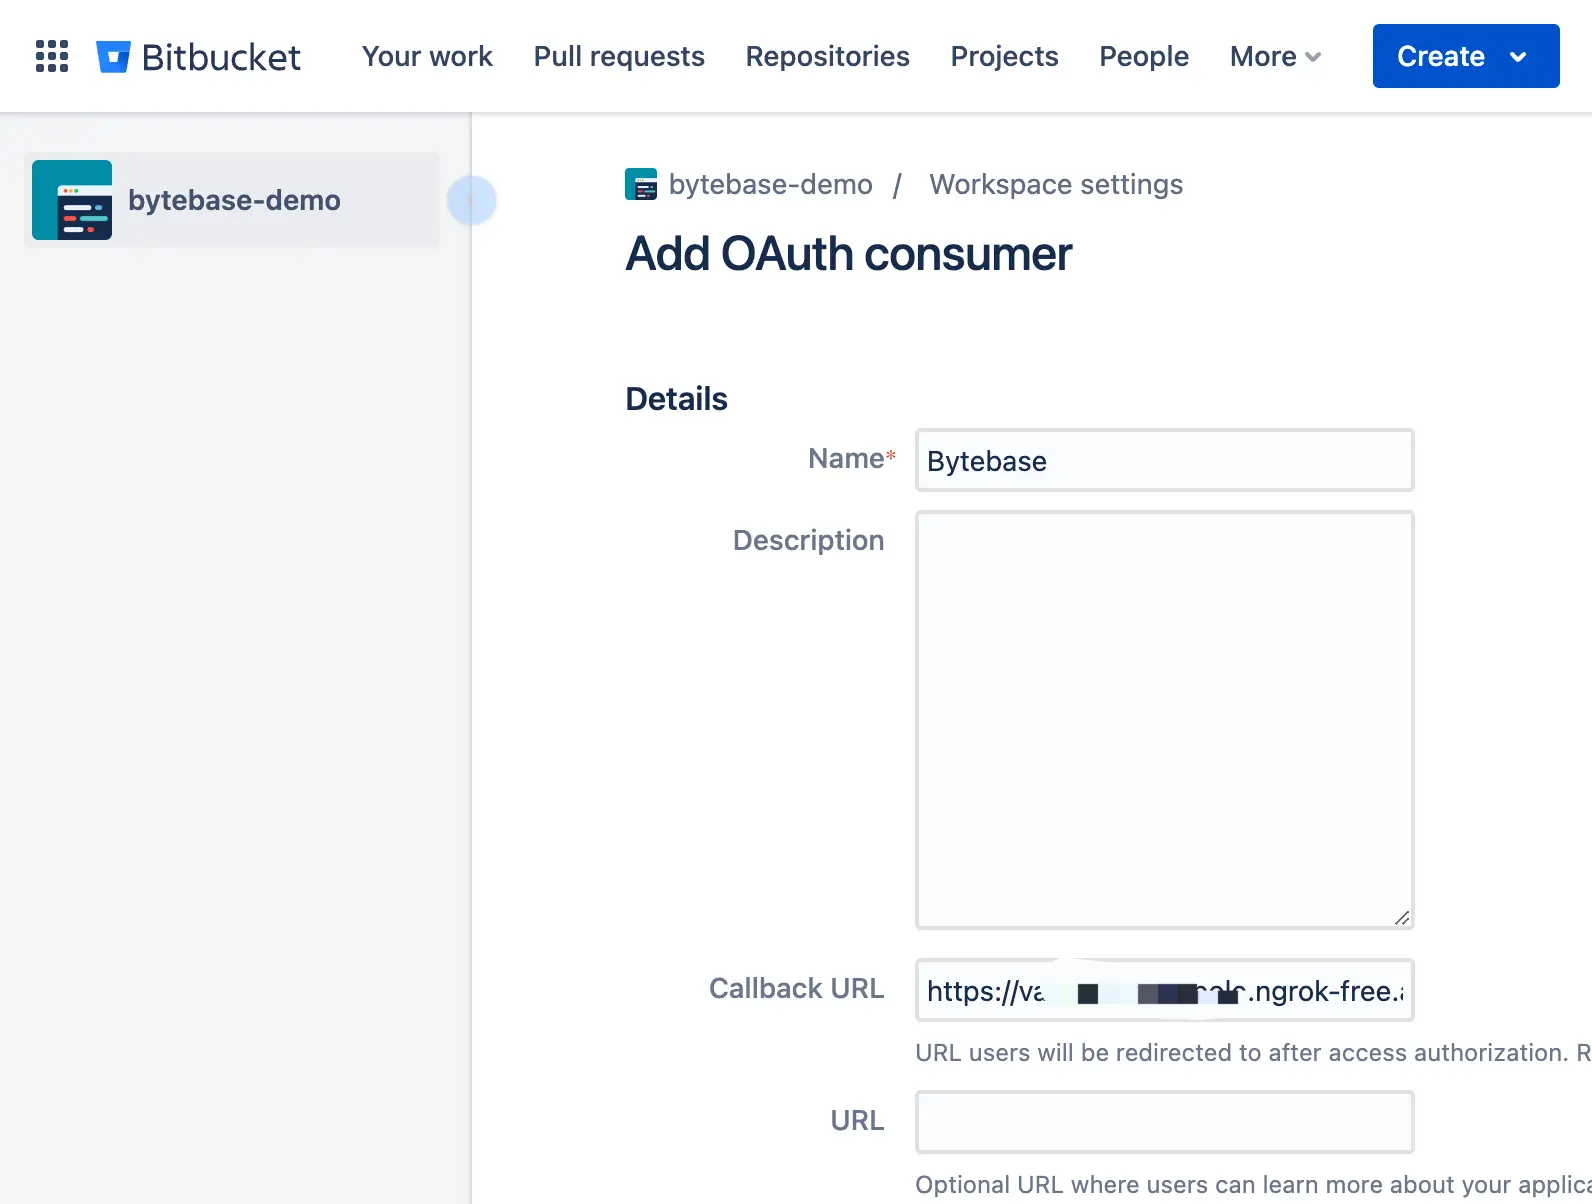 Bitbucket Your work Pull requests Repositories Projects People More Create
bytebase-demo
bytebase-demo / Workspace settings
Add OAuth consumer
Details
Name* Bytebase
Description
Callback URL https://va .ngrok-free.
URL users will be redirected to after access authorization. R
URL
Optional URL where users can learn more about your applica